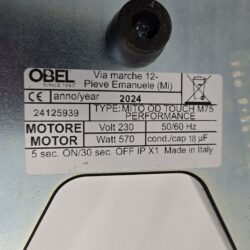 OBEL
SINCE 1965
Via marche 12-
Pieve Emanuele (Mi)
CE anno/year 2024
24125939
TYPE:MITO OD TOUCH M75
PERFORMANCE
MOTORE
MOTOR
Volt 230
50/60 Hz
Watt 570
cond./cap 18 µF
5 sec. ON/30 sec. OFF IP X1 Made in Italy